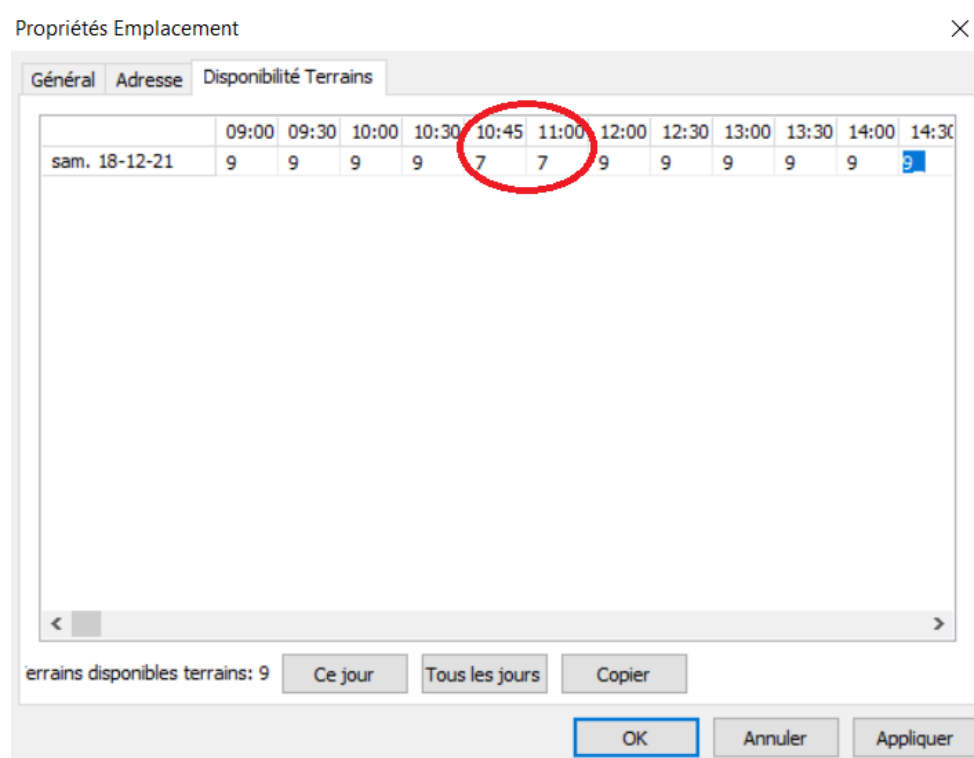 Propriétés Emplacement
Général Adresse Disponibilité Terrains
09:00 09:30 10:00 10:30 10:45 11:00 12:00 12:30 13:00 13:30 14:00 14:30
sam. 18-12-21 9 9 9 9 7 7 9 9 9 9 9 9
errains disponibles terrains: 9 Ce jour Tous les jours Copier
OK Annuler Appliquer